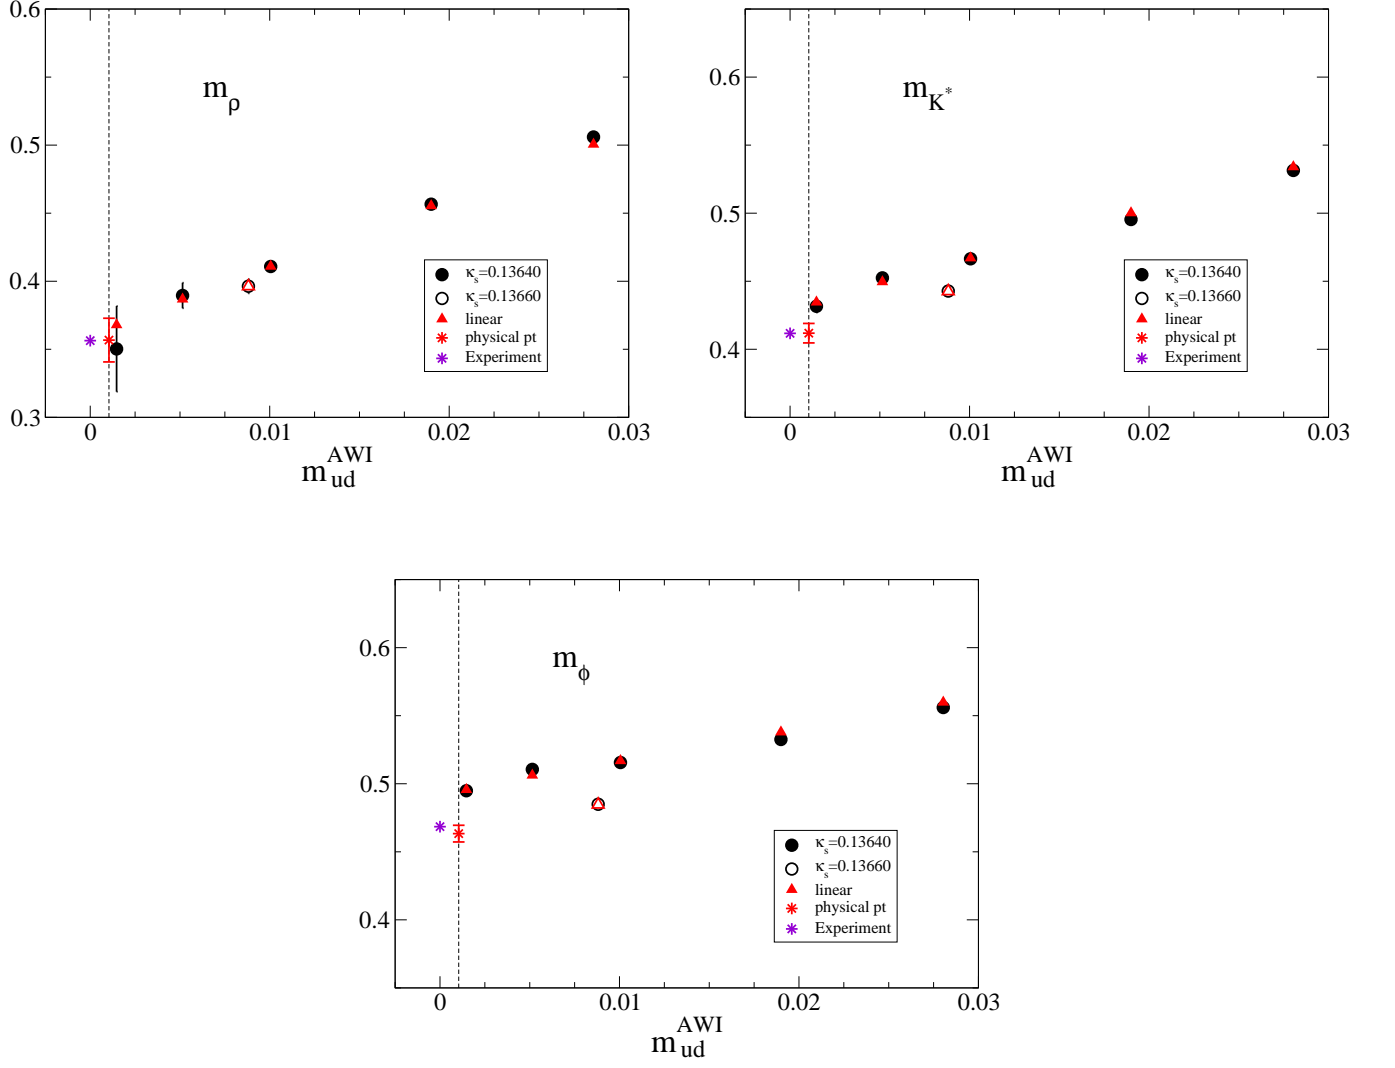 0.6
m_ρ
0.5
0.4
0.3
κ_s=0.13640
κ_s=0.13660
linear
physical pt
Experiment
0 0.01 0.02 0.03
m_ud^AWI
0.6
m_K*
0.5
0.4
κ_s=0.13640
κ_s=0.13660
linear
physical pt
Experiment
0 0.01 0.02 0.03
m_ud^AWI
0.6
m_ϕ
0.5
0.4
κ_s=0.13640
κ_s=0.13660
linear
physical pt
Experiment
0 0.01 0.02 0.03
m_ud^AWI